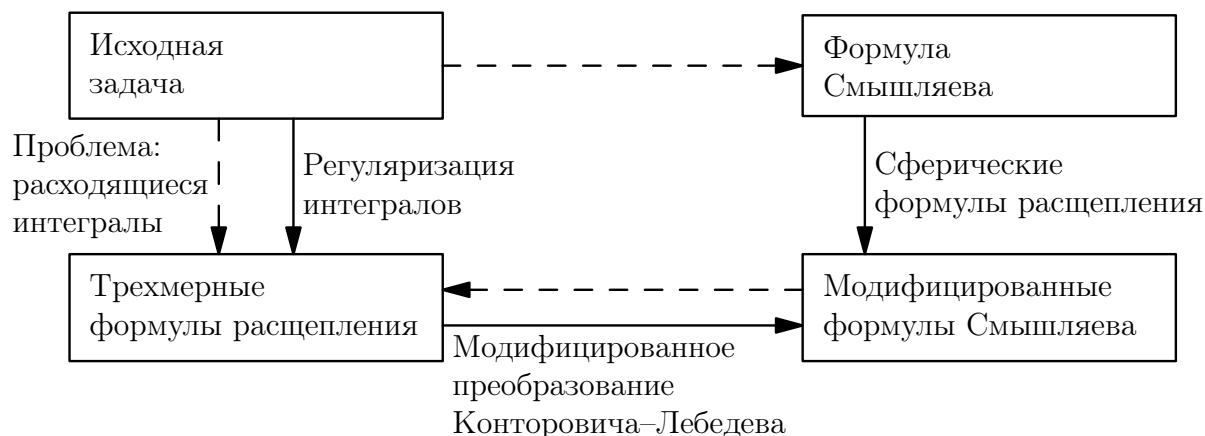 Исходная
задача
Формула
Смышляева
Проблема:
расходящиеся
интегралы
Регуляризация
интегралов
Сферические
формулы расщепления
Трехмерные
формулы расщепления
Модифицированные
формулы Смышляева
Модифицированное
преобразование
Конторовича–Лебедева